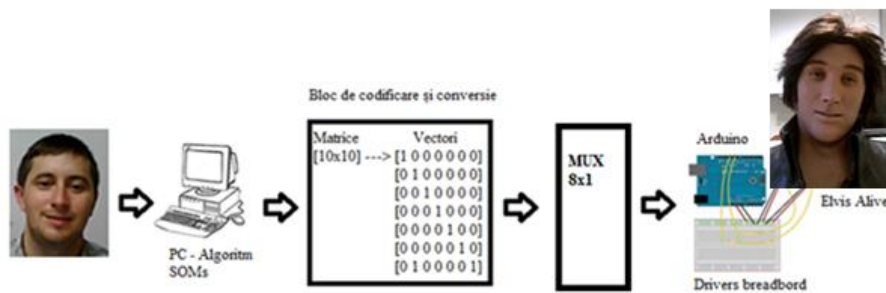 Bloc de codificare și conversie
Matrice Vectori
[10x10] ---> [1 0 0 0 0 0 0]
[0 1 0 0 0 0 0]
[0 0 1 0 0 0 0]
[0 0 0 1 0 0 0]
[0 0 0 0 1 0 0]
[0 0 0 0 0 1 0]
[0 1 0 0 0 0 1]
PC - Algoritm
SOMs
MUX
8x1
Arduino
Elvis Alive
Drivers breadbord